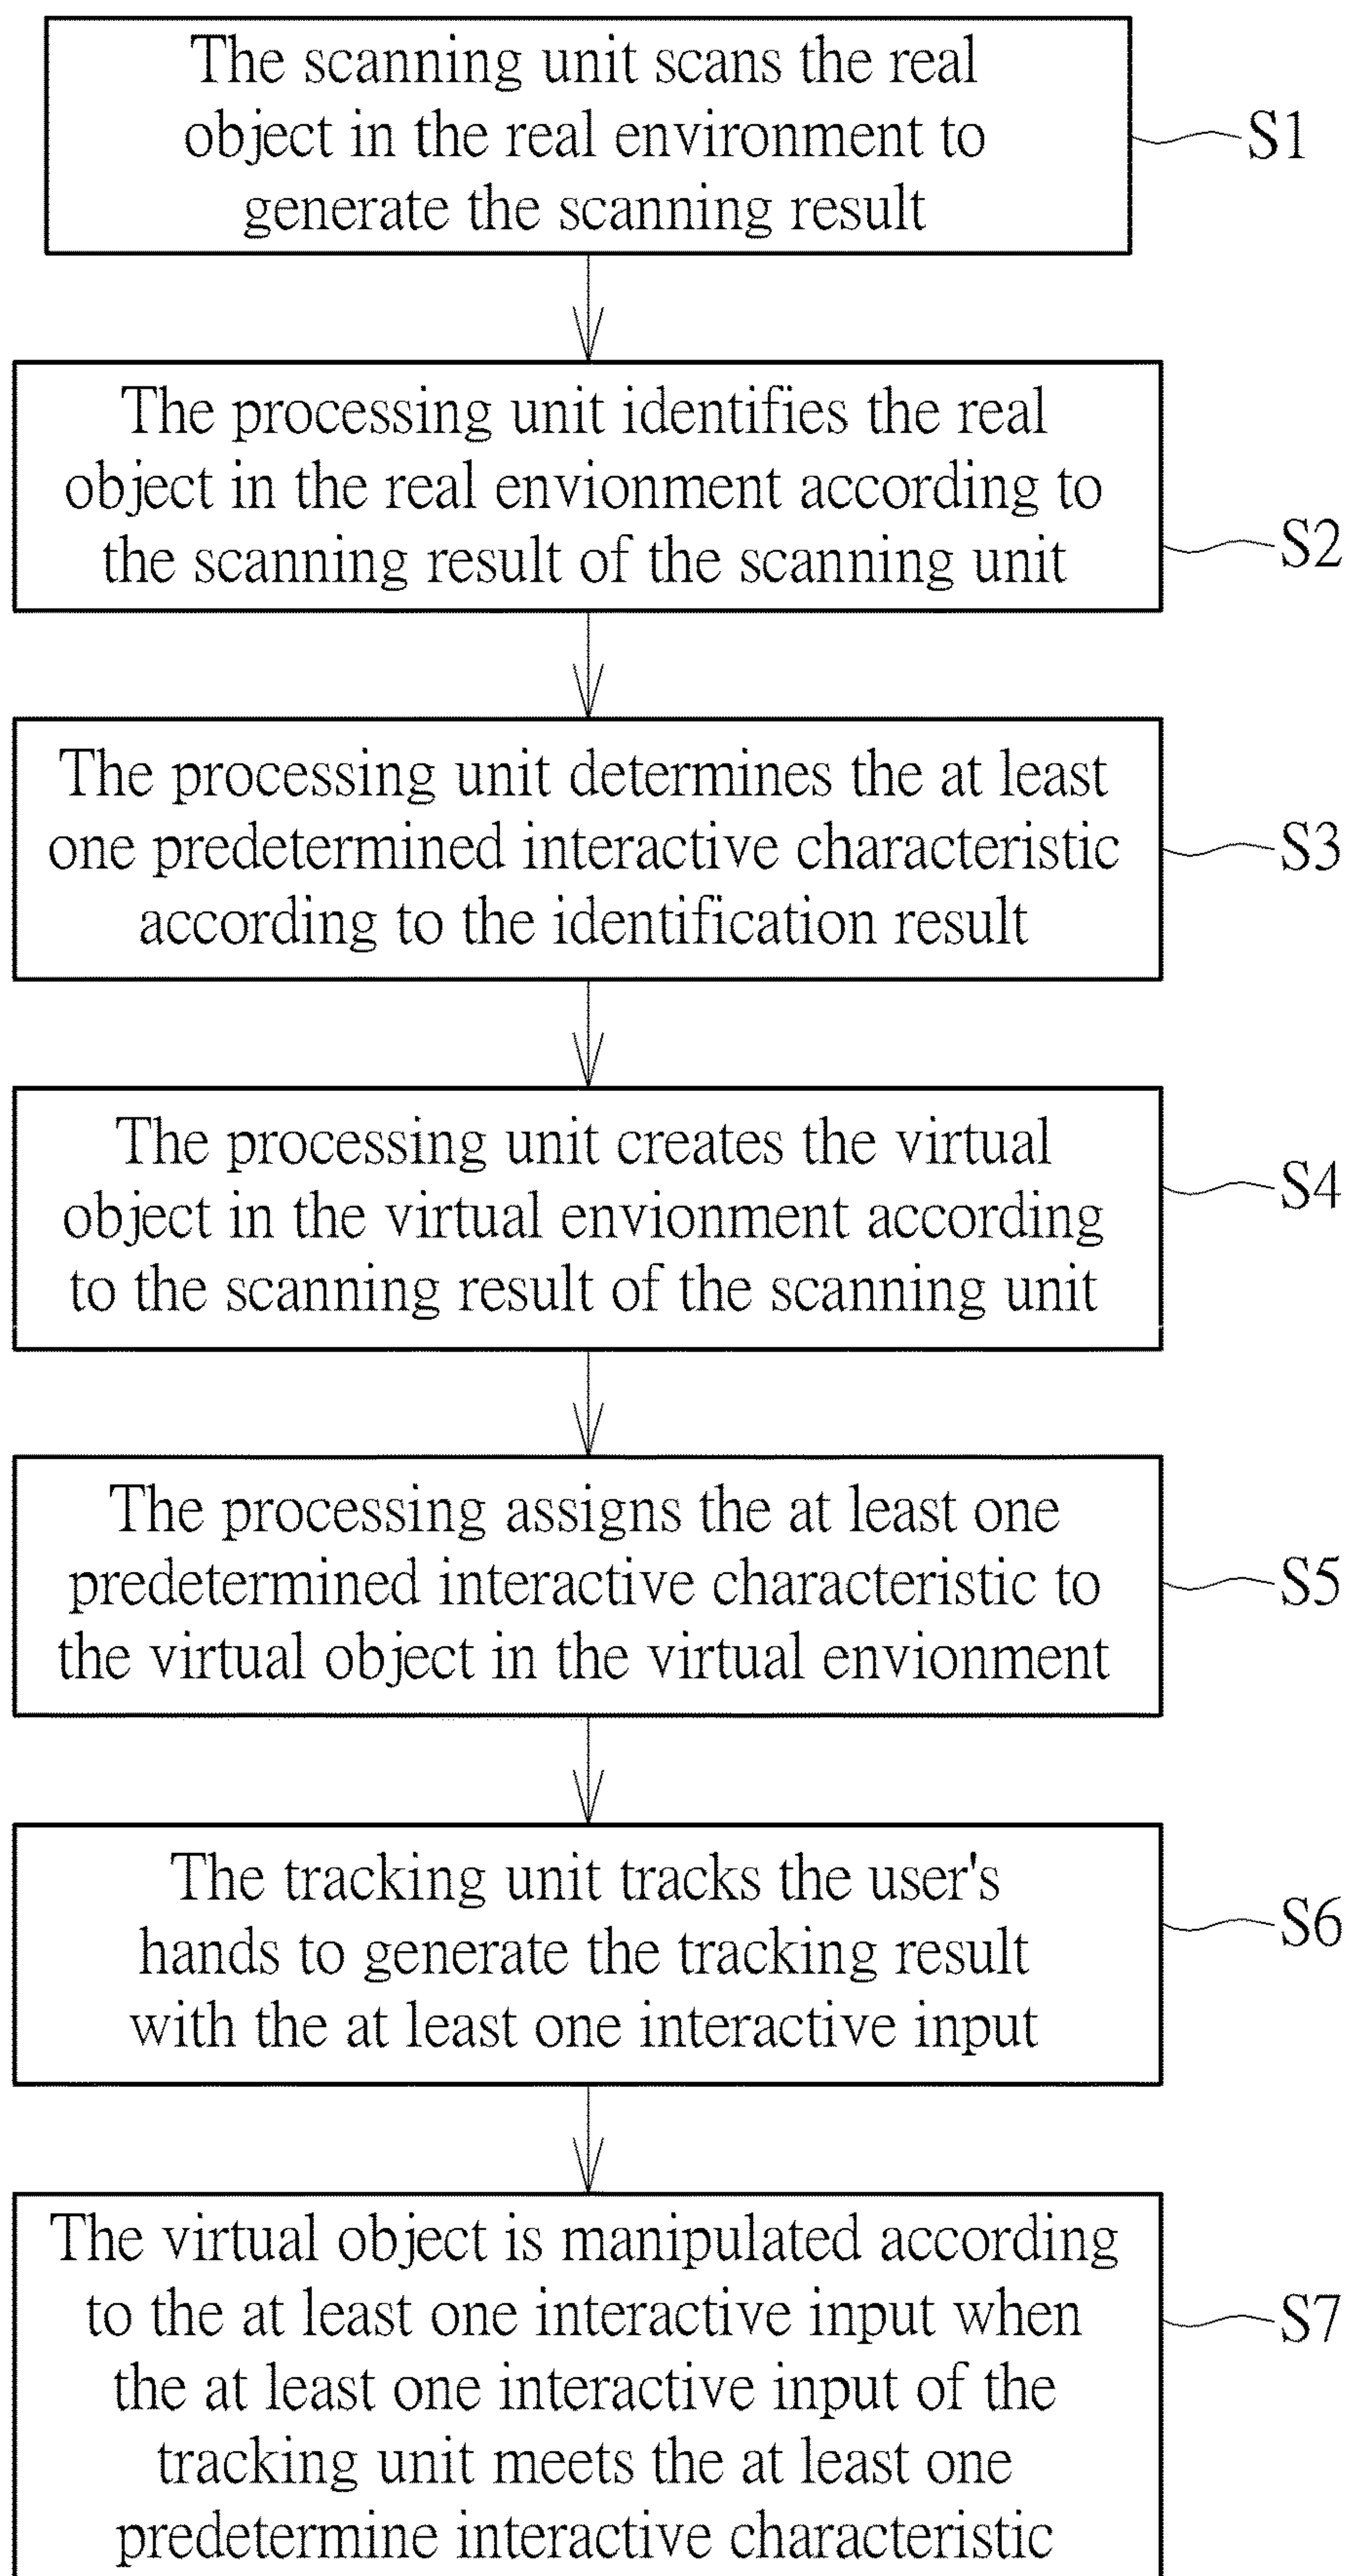 The scanning unit scans the real
object in the real environment to
generate the scanning result
S1
The processing unit identifies the real
object in the real envionment according to
the scanning result of the scanning unit
S2
The processing unit determines the at least
one predetermined interactive characteristic
according to the identification result
S3
The processing unit creates the virtual
object in the virtual envionment according
to the scanning result of the scanning unit
S4
The processing assigns the at least one
predetermined interactive characteristic to
the virtual object in the virtual envionment
S5
The tracking unit tracks the user's
hands to generate the tracking result
with the at least one interactive input
S6
The virtual object is manipulated according
to the at least one interactive input when
the at least one interactive input of the
tracking unit meets the at least one
predetermine interactive characteristic
S7